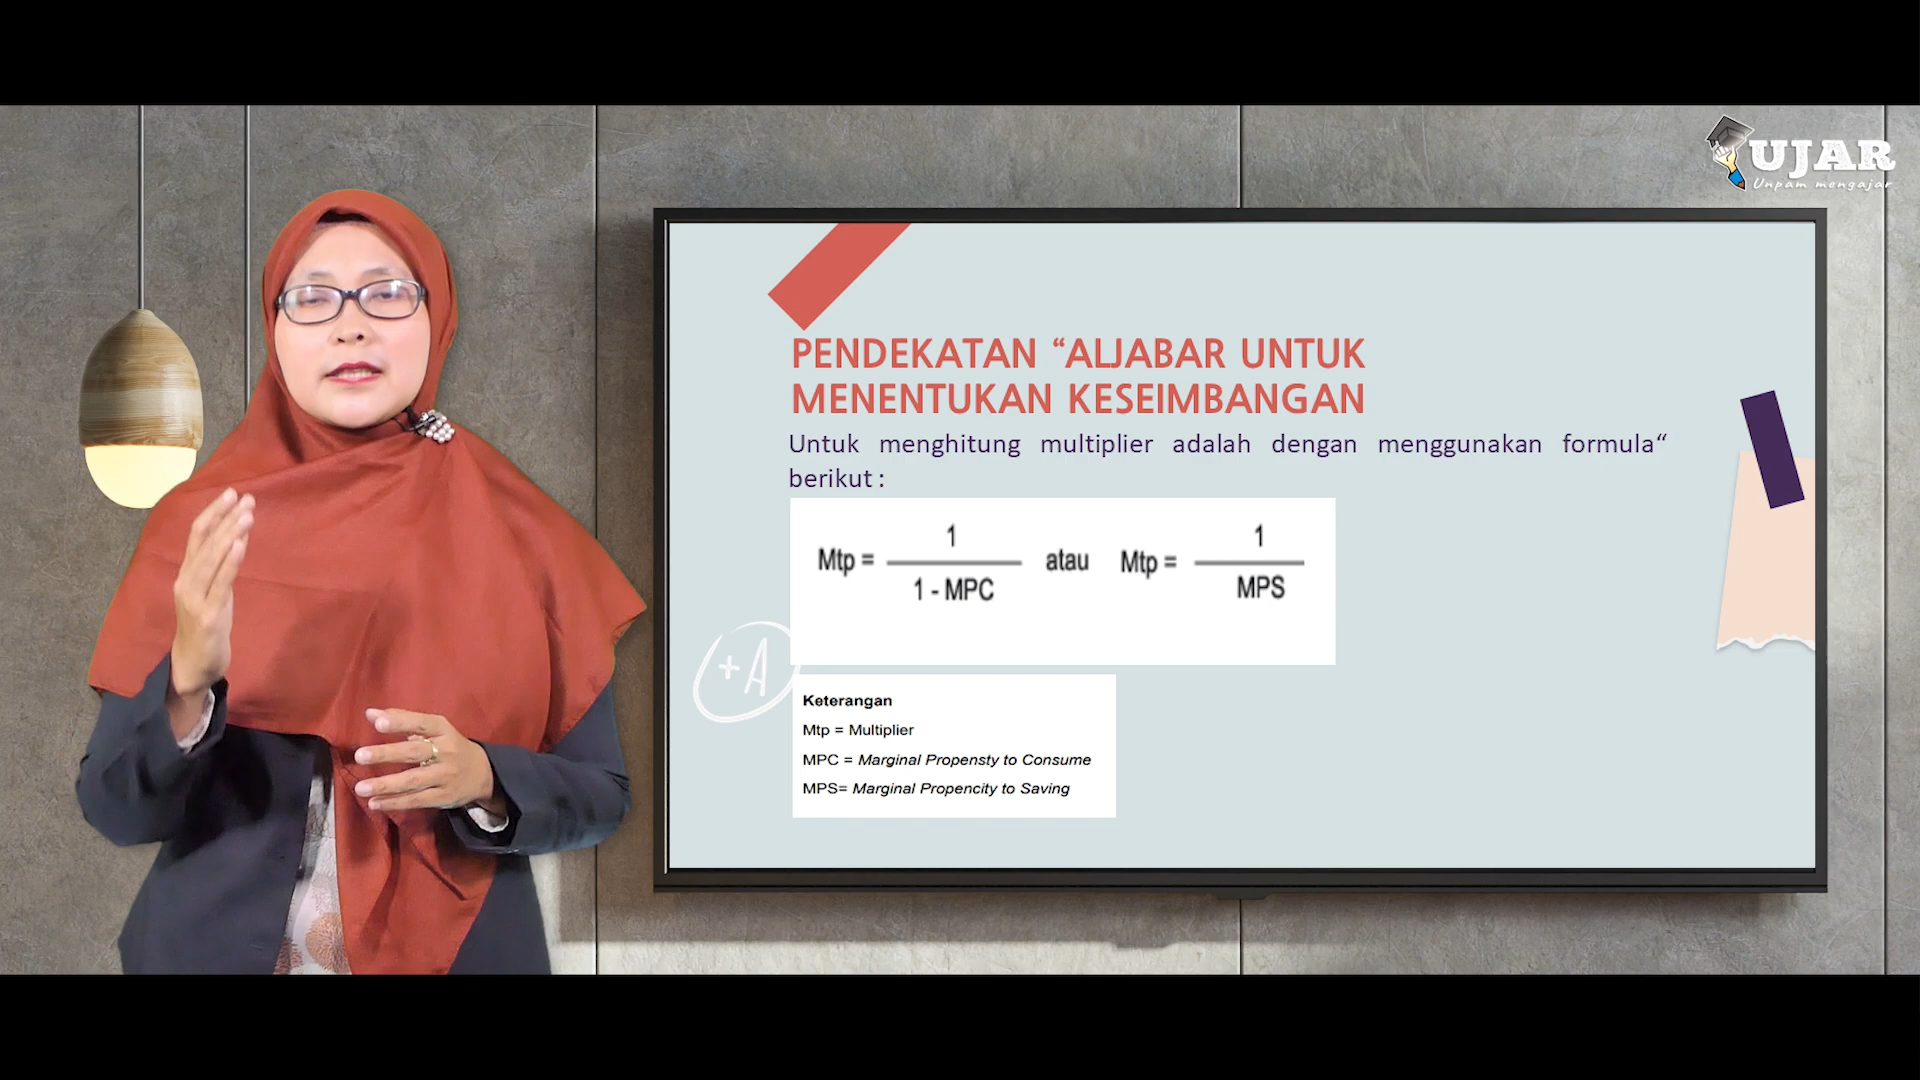 UJAR
Unpam mengajar
PENDEKATAN “ALJABAR UNTUK
MENENTUKAN KESEIMBANGAN
Untuk menghitung multiplier adalah dengan menggunakan formula“
berikut :
Mtp = 1 / 1 - MPC atau Mtp = 1 / MPS
+A
Keterangan
Mtp = Multiplier
MPC = Marginal Propensty to Consume
MPS= Marginal Propencity to Saving